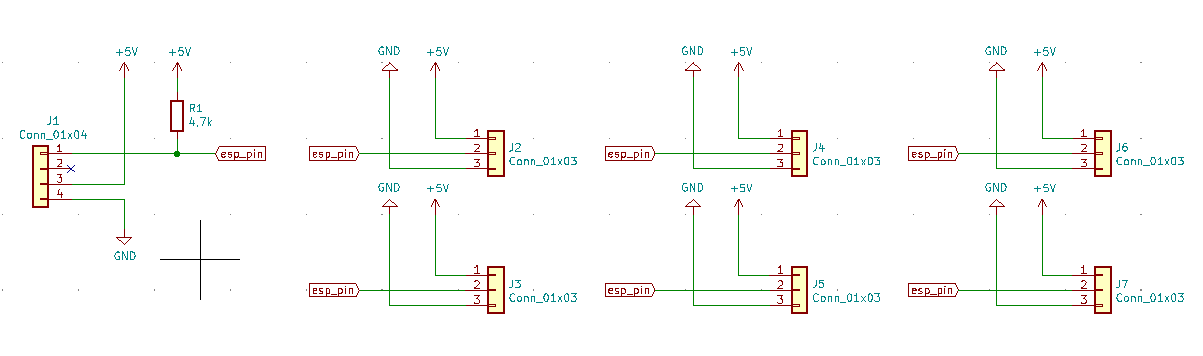 GND +5V GND +5V GND +5V
+5V +5V
R1
4.7k
J1
Conn_01x04
1
2
3
4
esp_pin
GND
esp_pin
1
2
3
J2
Conn_01x03
esp_pin
1
2
3
J4
Conn_01x03
esp_pin
1
2
3
J6
Conn_01x03
GND +5V GND +5V GND +5V
esp_pin
1
2
3
J3
Conn_01x03
esp_pin
1
2
3
J5
Conn_01x03
esp_pin
1
2
3
J7
Conn_01x03